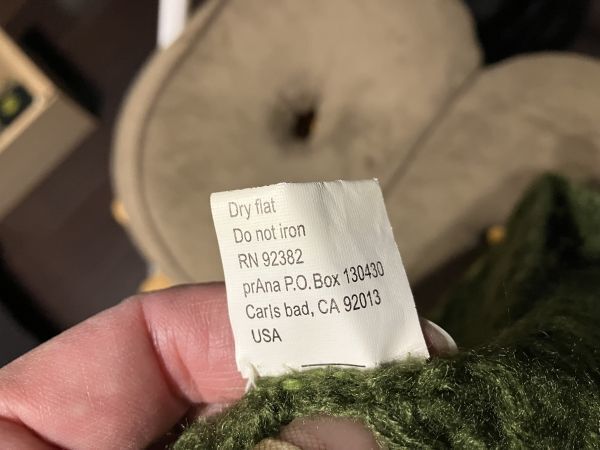 Dry flat
Do not iron
RN 92382
prAna P.O. Box 130430
Carls bad, CA 92013
USA